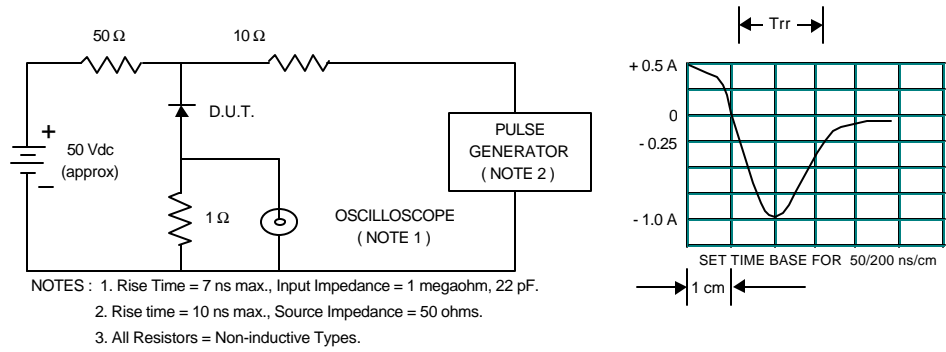 50 Ω
10 Ω
D.U.T.
+
50 Vdc
(approx)
−
PULSE
GENERATOR
( NOTE 2 )
1 Ω
OSCILLOSCOPE
( NOTE 1 )
NOTES : 1. Rise Time = 7 ns max., Input Impedance = 1 megaohm, 22 pF.
2. Rise time = 10 ns max., Source Impedance = 50 ohms.
3. All Resistors = Non-inductive Types.
Trr
+ 0.5 A
0
- 0.25
- 1.0 A
SET TIME BASE FOR 50/200 ns/cm
1 cm